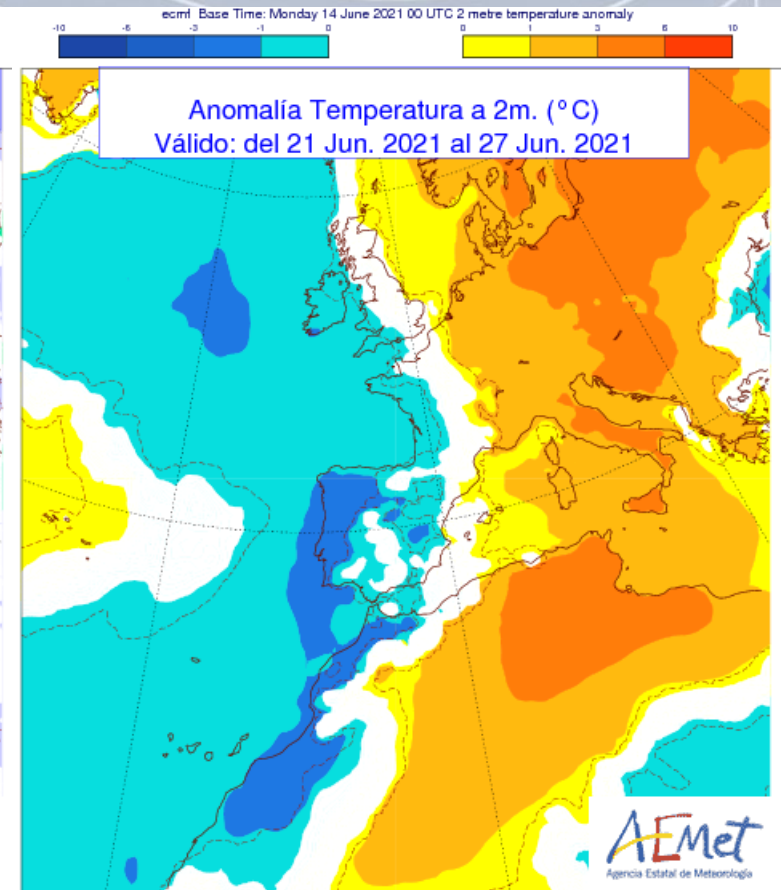 ecmf Base Time: Monday 14 June 2021 00 UTC 2 metre temperature anomaly
-10 -6 -3 -1 0 0 1 3 6 10
Anomalía Temperatura a 2m. (ºC)
Válido: del 21 Jun. 2021 al 27 Jun. 2021
AEMet
Agencia Estatal de Meteorología